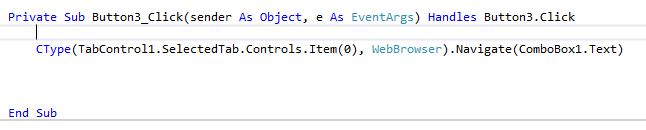 Private Sub Button3_Click(sender As Object, e As EventArgs) Handles Button3.Click
CType(TabControl1.SelectedTab.Controls.Item(0), WebBrowser).Navigate(ComboBox1.Text)
End Sub